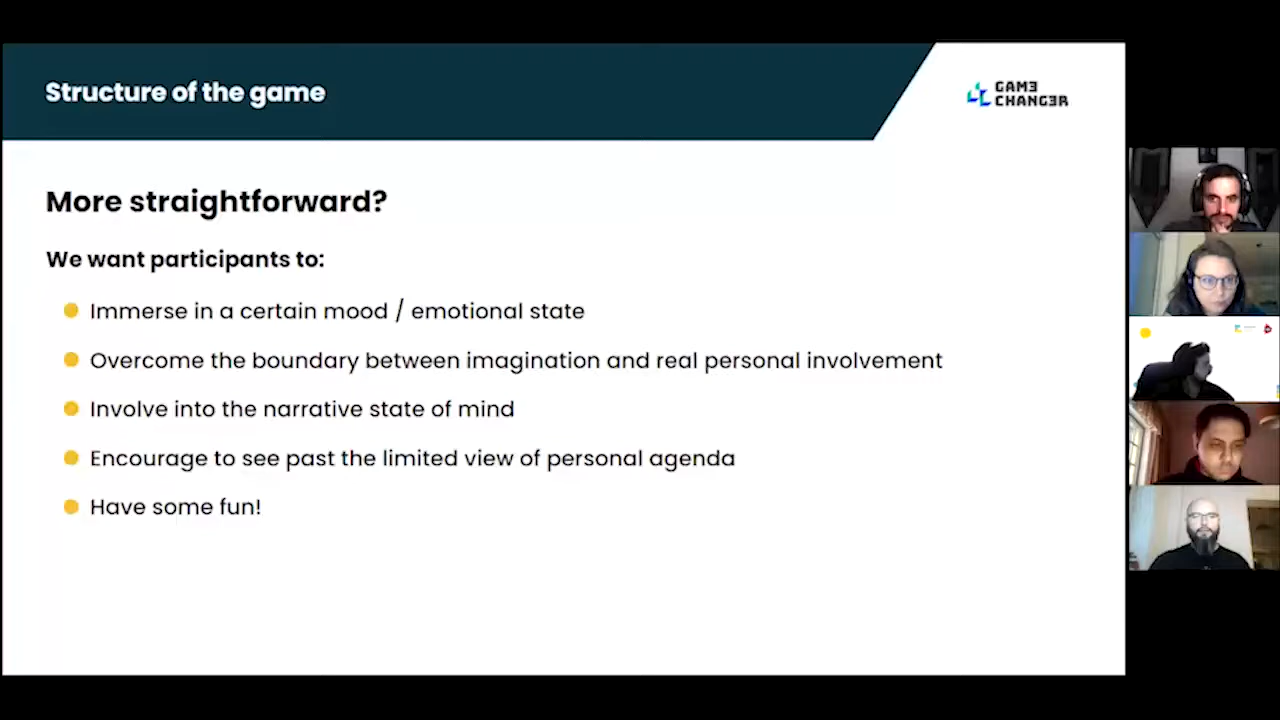 Structure of the game
GAMƎ
CHANGƎR
More straightforward?
We want participants to:
Immerse in a certain mood / emotional state
Overcome the boundary between imagination and real personal involvement
Involve into the narrative state of mind
Encourage to see past the limited view of personal agenda
Have some fun!